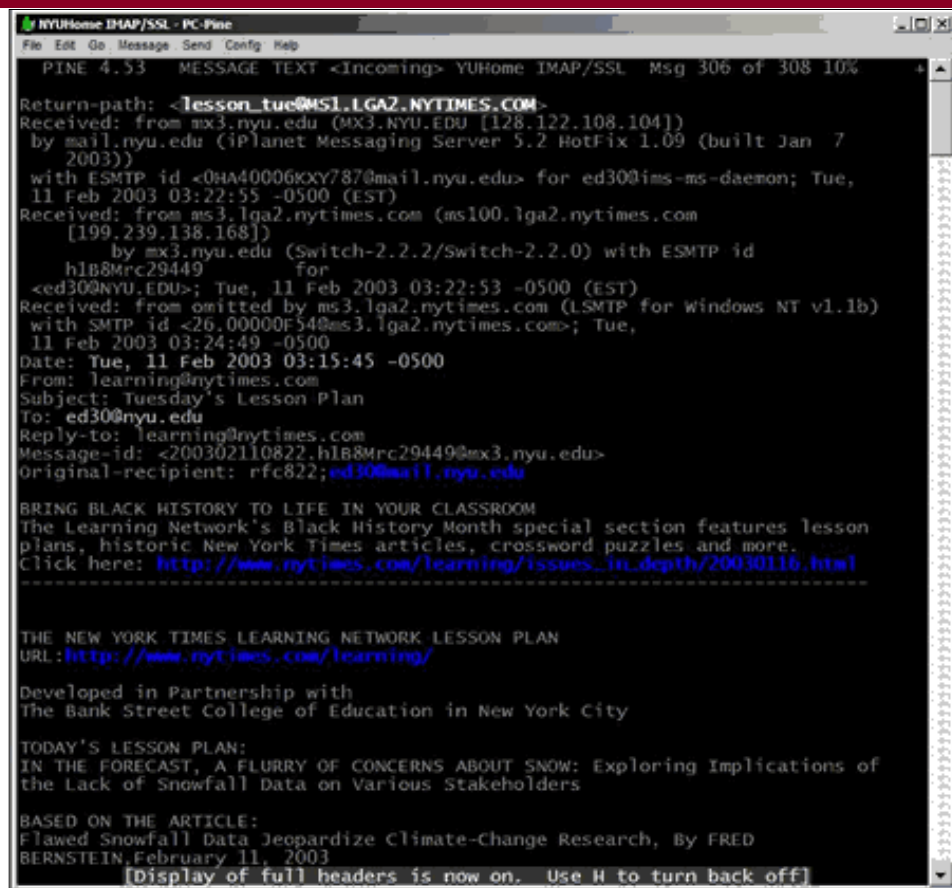 NYUHome IMAP/SSL - PC-Pine
File Edit Go Message Send Config Help
PINE 4.53 MESSAGE TEXT <Incoming> YUHome IMAP/SSL Msg 306 of 308 10% +
Return-path: <lesson_tue@MS1.LGA2.NYTIMES.COM>
Received: from mx3.nyu.edu (MX3.NYU.EDU [128.122.108.104])
by mail.nyu.edu (iPlanet Messaging Server 5.2 HotFix 1.09 (built Jan 7
2003))
with ESMTP id <0HA40006KXY787@mail.nyu.edu> for ed30@ims-ms-daemon; Tue,
11 Feb 2003 03:22:55 -0500 (EST)
Received: from ms3.lga2.nytimes.com (ms100.lga2.nytimes.com
[199.239.138.168])
by mx3.nyu.edu (Switch-2.2.2/Switch-2.2.0) with ESMTP id
h1B8Mrc29449 for
<ed30@NYU.EDU>; Tue, 11 Feb 2003 03:22:53 -0500 (EST)
Received: from omitted by ms3.lga2.nytimes.com (LSMTP for Windows NT v1.1b)
with SMTP id <26.00000F54@ms3.lga2.nytimes.com>; Tue,
11 Feb 2003 03:24:49 -0500
Date: Tue, 11 Feb 2003 03:15:45 -0500
From: learning@nytimes.com
Subject: Tuesday's Lesson Plan
To: ed30@nyu.edu
Reply-to: learning@nytimes.com
Message-id: <200302110822.h1B8Mrc29449@mx3.nyu.edu>
Original-recipient: rfc822;ed30@mail.nyu.edu
BRING BLACK HISTORY TO LIFE IN YOUR CLASSROOM
The Learning Network's Black History Month special section features lesson
plans, historic New York Times articles, crossword puzzles and more.
Click here: http://www.nytimes.com/learning/issues_in_depth/20030116.html
--------------------------------------------------------------------------
THE NEW YORK TIMES LEARNING NETWORK LESSON PLAN
URL:http://www.nytimes.com/learning/
Developed in Partnership with
The Bank Street College of Education in New York City
TODAY'S LESSON PLAN:
IN THE FORECAST, A FLURRY OF CONCERNS ABOUT SNOW: Exploring Implications of
the Lack of Snowfall Data on Various Stakeholders
BASED ON THE ARTICLE:
Flawed Snowfall Data Jeopardize Climate-Change Research, By FRED
BERNSTEIN,February 11, 2003
[Display of full headers is now on. Use H to turn back off]